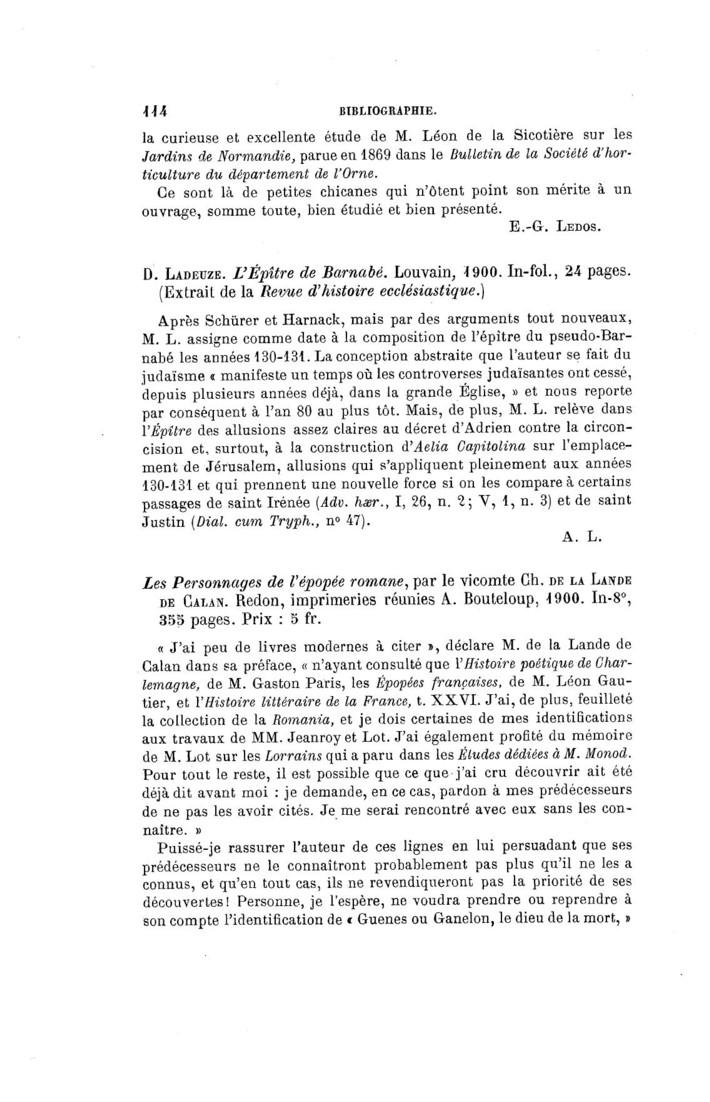 114 BIBLIOGRAPHIE.
la curieuse et excellente étude de M. Léon de la Sicotière sur les
Jardins de Normandie, parue en 1869 dans le Bulletin de la Société d'hor-
ticulture du département de l'Orne.
Ce sont là de petites chicanes qui n'ôtent point son mérite à un
ouvrage, somme toute, bien étudié et bien présenté.
E.-G. LEDOS.
D. LADEUZE. L'Épître de Barnabé. Louvain, 1900. In-fol., 24 pages.
(Extrait de la Revue d'histoire ecclésiastique.)
Après Schürer et Harnack, mais par des arguments tout nouveaux,
M. L. assigne comme date à la composition de l'épître du pseudo-Bar-
nabé les années 130-131. La conception abstraite que l'auteur se fait du
judaïsme « manifeste un temps où les controverses judaïsantes ont cessé,
depuis plusieurs années déjà, dans la grande Église, » et nous reporte
par conséquent à l'an 80 au plus tôt. Mais, de plus, M. L. relève dans
l'Épître des allusions assez claires au décret d'Adrien contre la circon-
cision et, surtout, à la construction d'Aelia Capitolina sur l'emplace-
ment de Jérusalem, allusions qui s'appliquent pleinement aux années
130-131 et qui prennent une nouvelle force si on les compare à certains
passages de saint Irénée (Adv. hær., I, 26, n. 2; V, 1, n. 3) et de saint
Justin (Dial. cum Tryph., nº 47).
A. L.
Les Personnages de l'épopée romane, par le vicomte Ch. DE LA LANDE
DE CALAN. Redon, imprimeries réunies A. Bouteloup, 1900. In-8°,
355 pages. Prix : 5 fr.
« J'ai peu de livres modernes à citer », déclare M. de la Lande de
Calan dans sa préface, « n'ayant consulté que l'Histoire poétique de Char-
lemagne, de M. Gaston Paris, les Épopées françaises, de M. Léon Gau-
tier, et l'Histoire littéraire de la France, t. XXVI. J'ai, de plus, feuilleté
la collection de la Romania, et je dois certaines de mes identifications
aux travaux de MM. Jeanroy et Lot. J'ai également profité du mémoire
de M. Lot sur les Lorrains qui a paru dans les Études dédiées à M. Monod.
Pour tout le reste, il est possible que ce que j'ai cru découvrir ait été
déjà dit avant moi : je demande, en ce cas, pardon à mes prédécesseurs
de ne pas les avoir cités. Je me serai rencontré avec eux sans les con-
naître. »
Puissé-je rassurer l'auteur de ces lignes en lui persuadant que ses
prédécesseurs ne le connaîtront probablement pas plus qu'il ne les a
connus, et qu'en tout cas, ils ne revendiqueront pas la priorité de ses
découvertes! Personne, je l'espère, ne voudra prendre ou reprendre à
son compte l'identification de « Guenes ou Ganelon, le dieu de la mort, »